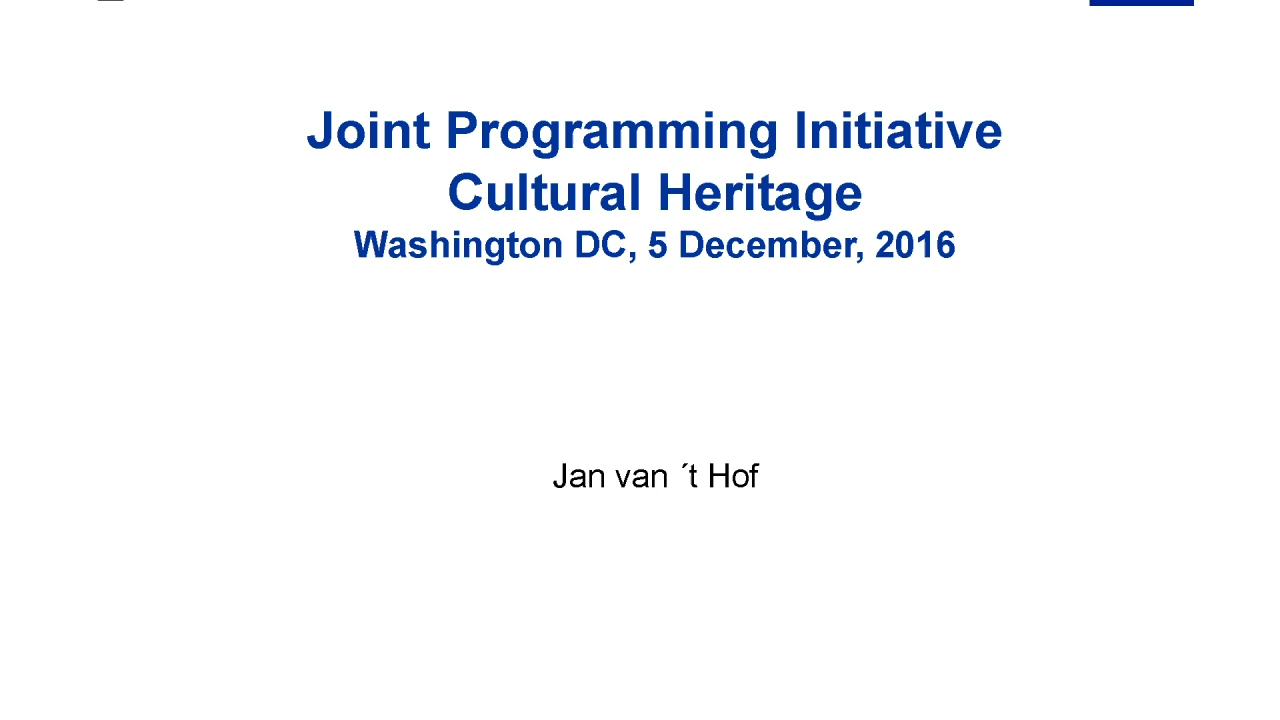 Joint Programming Initiative
Cultural Heritage
Washington DC, 5 December, 2016
Jan van ´t Hof